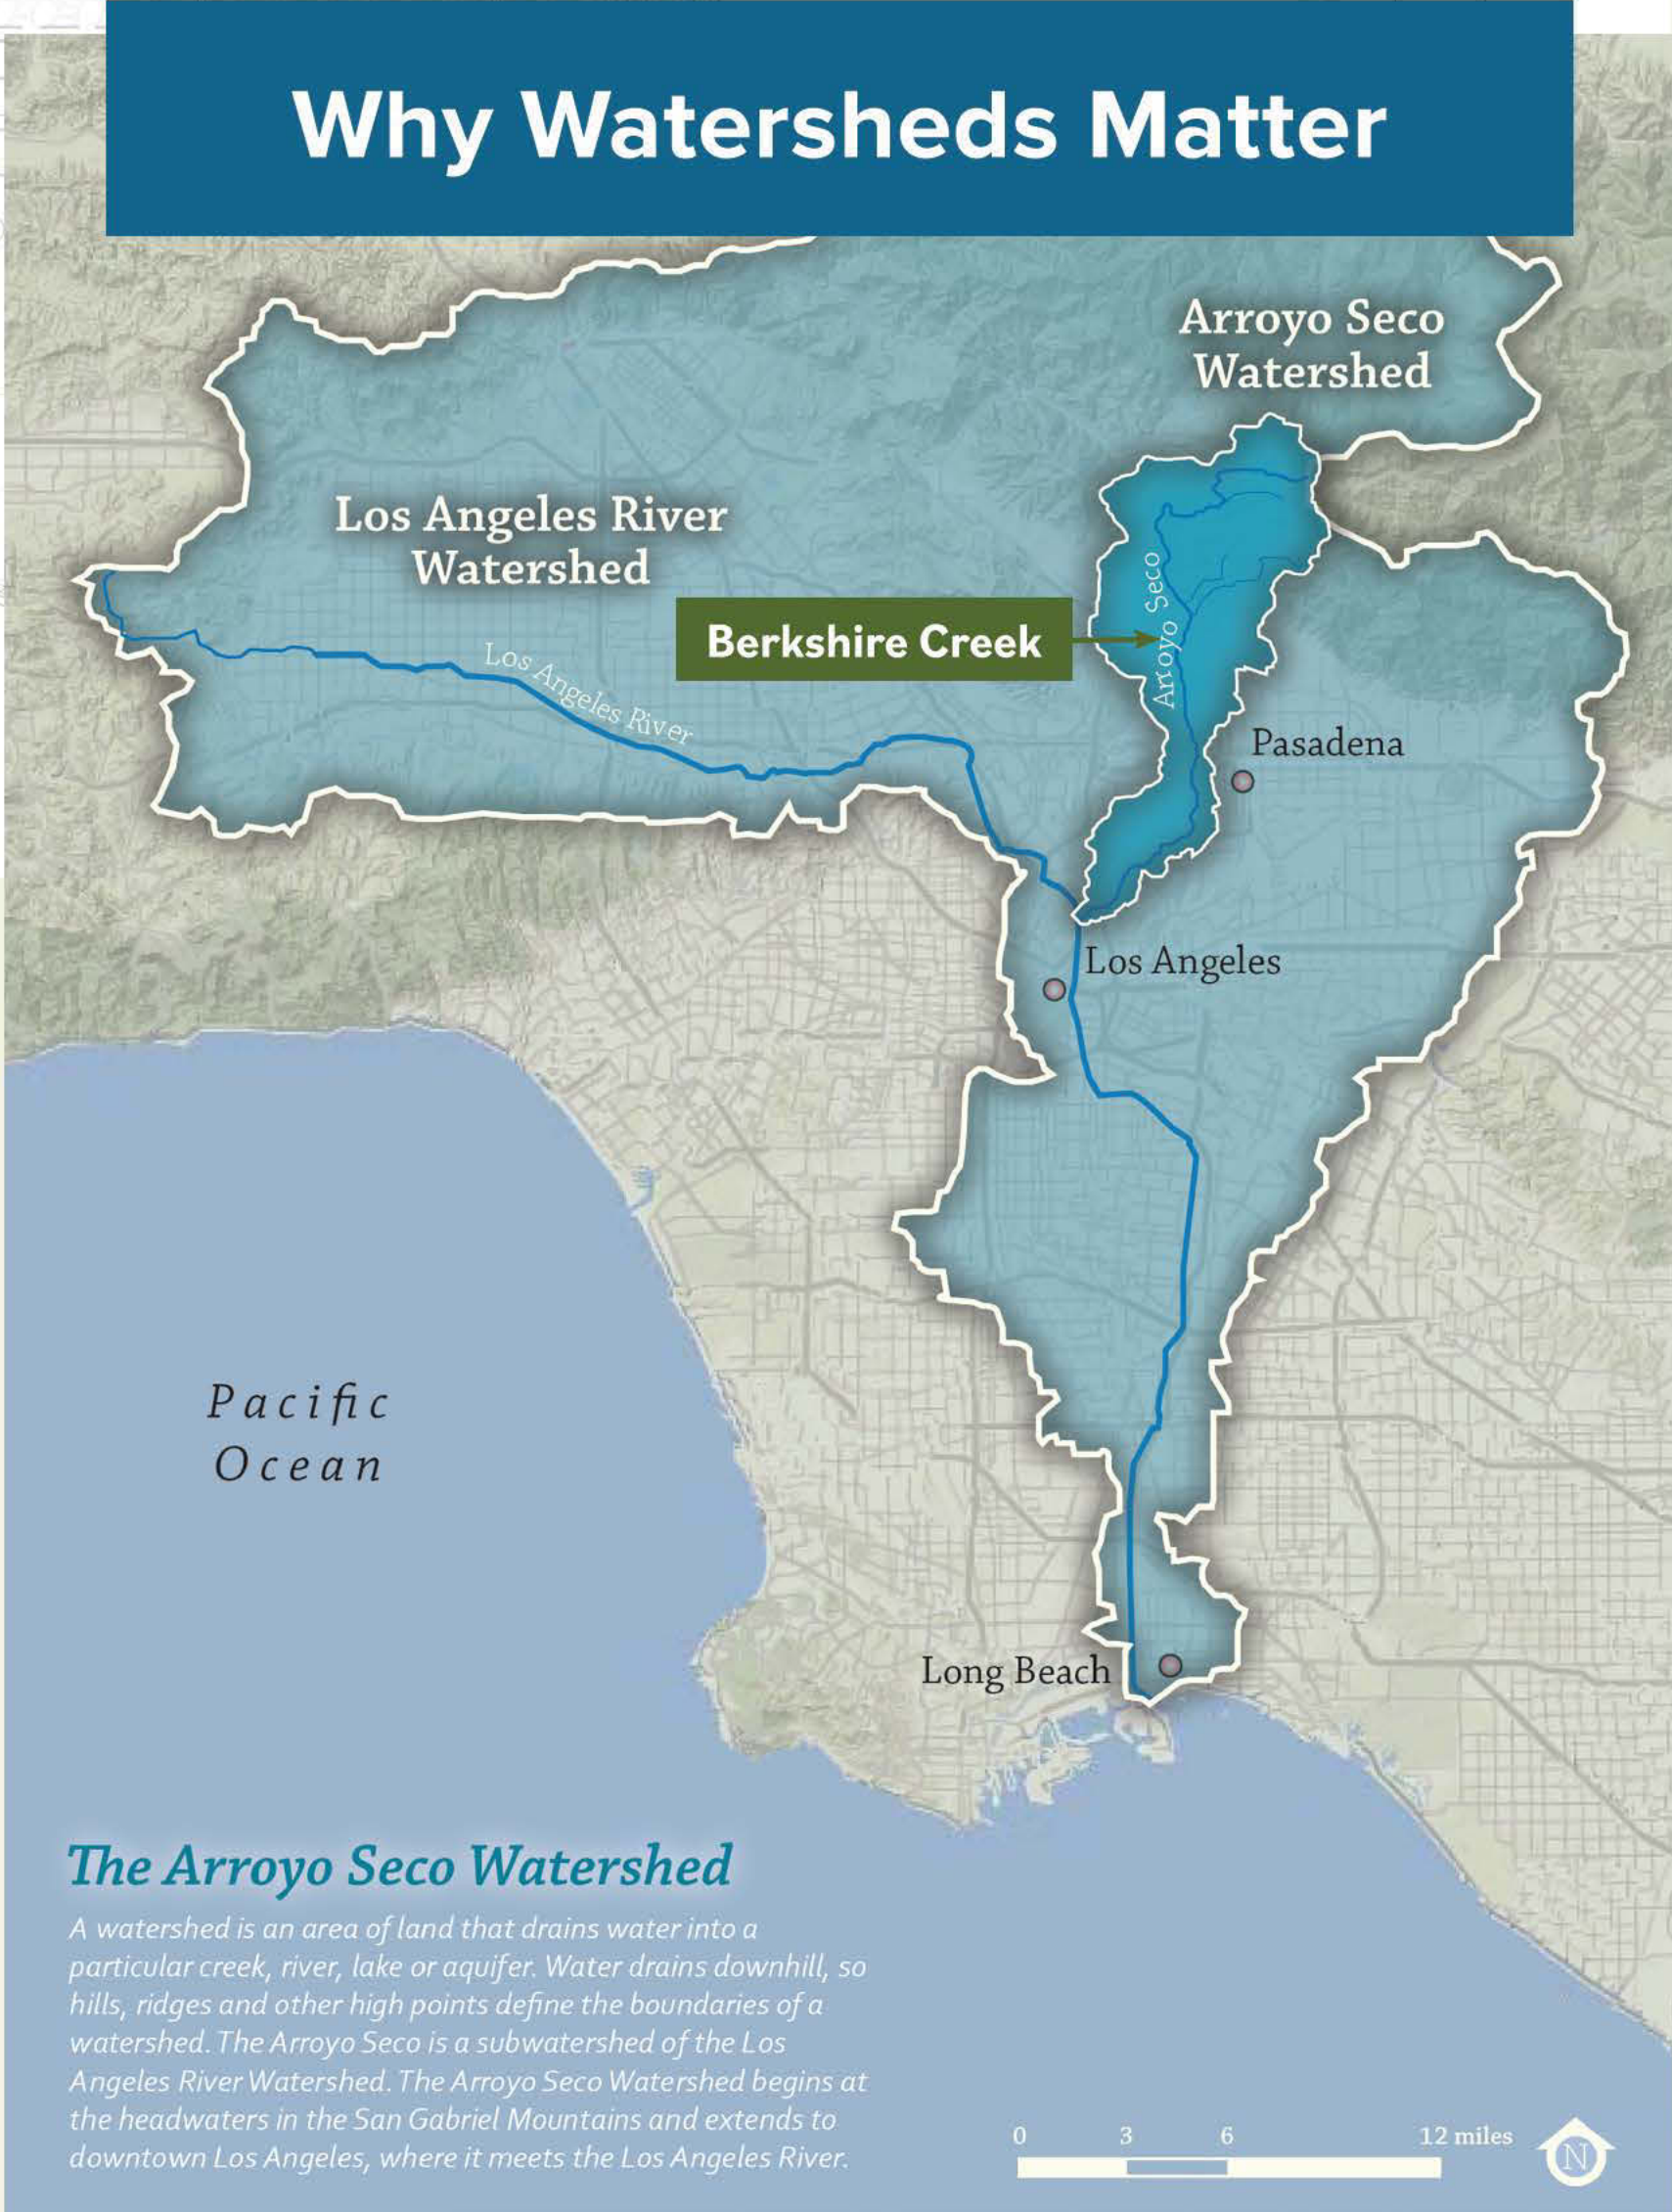 Why Watersheds Matter
Arroyo Seco
Watershed
Los Angeles River
Watershed
Berkshire Creek
Arroyo Seco
Los Angeles River
Pasadena
Los Angeles
Pacific
Ocean
Long Beach
The Arroyo Seco Watershed
A watershed is an area of land that drains water into a
particular creek, river, lake or aquifer. Water drains downhill, so
hills, ridges and other high points define the boundaries of a
watershed. The Arroyo Seco is a subwatershed of the Los
Angeles River Watershed. The Arroyo Seco Watershed begins at
the headwaters in the San Gabriel Mountains and extends to
downtown Los Angeles, where it meets the Los Angeles River.
0 3 6 12 miles
N